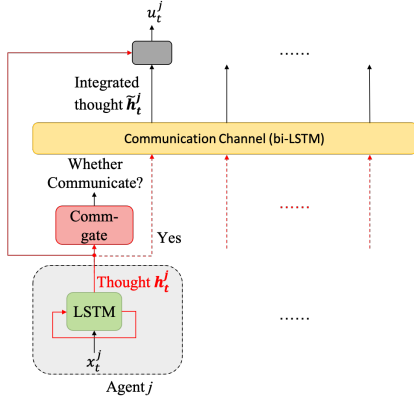 u_t^j
......
Integrated
thought h̃_t^j
Communication Channel (bi-LSTM)
Whether
Communicate?
Comm-
gate
......
Yes
Thought h_t^j
LSTM
......
x_t^j
Agent j